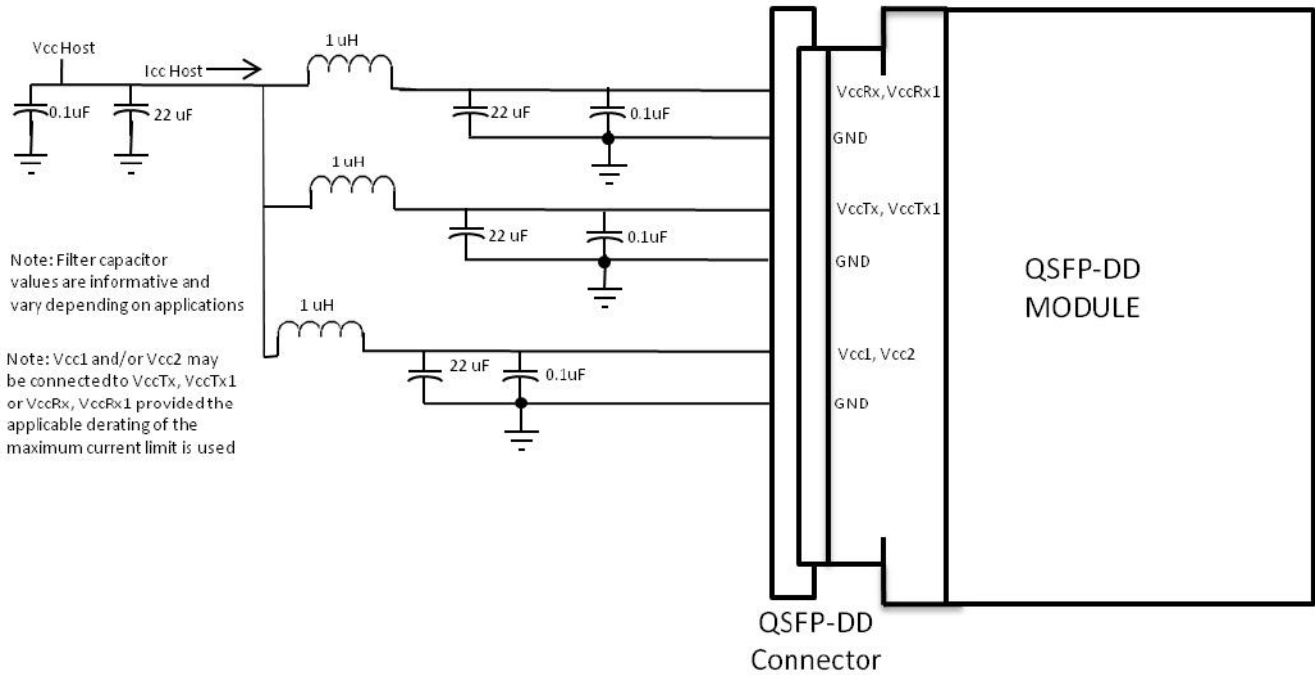 Vcc Host
Icc Host
0.1uF
22 uF
1 uH
22 uF
0.1uF
VccRx, VccRx1
GND
1 uH
22 uF
0.1uF
VccTx, VccTx1
GND
Note: Filter capacitor
values are informative and
vary depending on applications
1 uH
22 uF
0.1uF
Vcc1, Vcc2
GND
Note: Vcc1 and/or Vcc2 may
be connected to VccTx, VccTx1
or VccRx, VccRx1 provided the
applicable derating of the
maximum current limit is used
QSFP-DD
MODULE
QSFP-DD
Connector